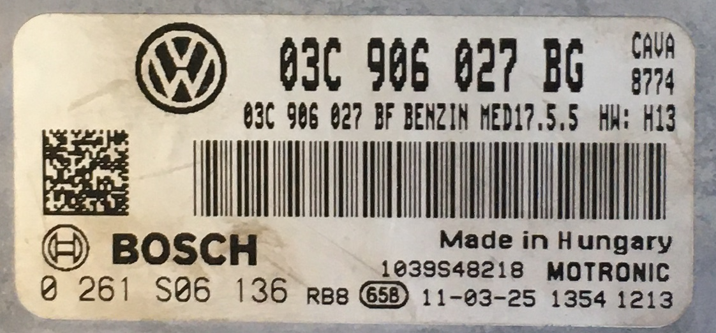 03C 906 027 BG CAVA
8774
03C 906 027 BF BENZIN MED17.5.5 HW: H13
BOSCH
Made in Hungary
1039S48218 MOTRONIC
0 261 S06 136 RB8 658 11-03-25 1354 1213